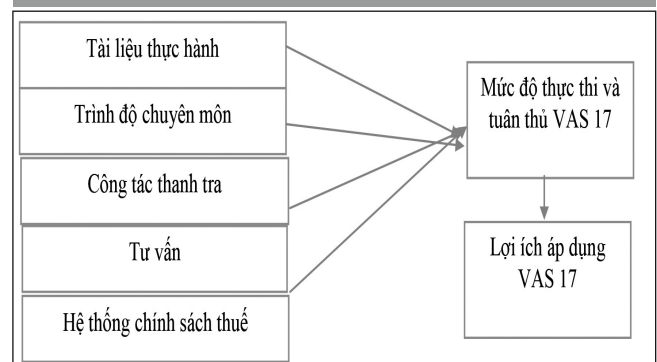 Tài liệu thực hành
Trình độ chuyên môn
Công tác thanh tra
Tư vấn
Hệ thống chính sách thuế
Mức độ thực thi và
tuân thủ VAS 17
Lợi ích áp dụng
VAS 17